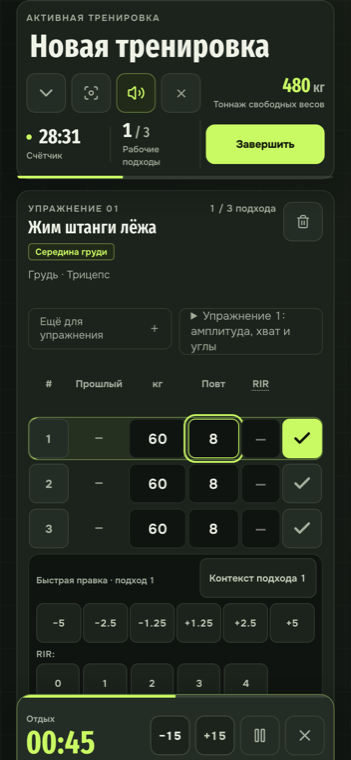 АКТИВНАЯ ТРЕНИРОВКА
Новая тренировка
480 кг
Тоннаж свободных весов
28:31
Счётчик
1 / 3
Рабочие
подходы
Завершить
УПРАЖНЕНИЕ 01
1 / 3 подхода
Жим штанги лёжа
Середина груди
Грудь · Трицепс
Ещё для
упражнения
+
▶ Упражнение 1:
амплитуда, хват и
углы
# Прошлый кг Повт RIR
1 — 60 8 —
2 — 60 8 —
3 — 60 8 —
Быстрая правка · подход 1
Контекст подхода 1
−5 −2.5 −1.25 +1.25 +2.5 +5
RIR:
0 1 2 3 4
Отдых
00:45
−15 +15